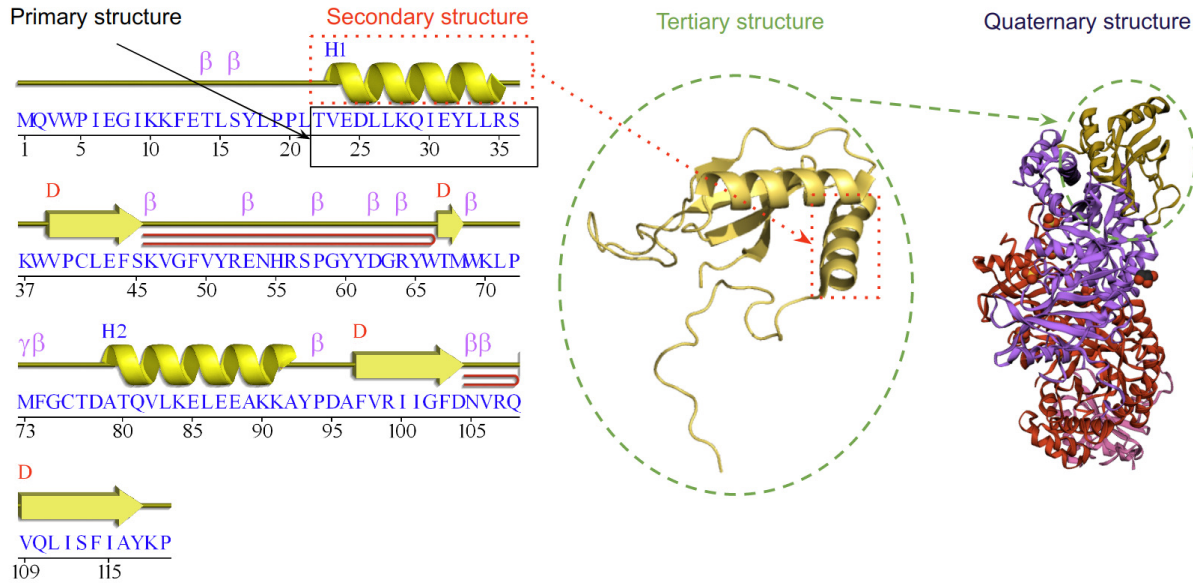 Primary structure
Secondary structure
Tertiary structure
Quaternary structure
H1
β β
MQVWPIEGIKKFETLSYLPPLTVEDLLKQIEYLLRS
1 5 10 15 20 25 30 35
D β β β β β D β
KWVPCLEFSKVGFVYRENHRSPGYYDGRYWTMWKLP
37 45 50 55 60 65 70
γβ H2 β D ββ
MFGCTDATQVLKELEEAKKAYPDAFVRIIGFDNVRQ
73 80 85 90 95 100 105
D
VQLISFIAYKP
109 115